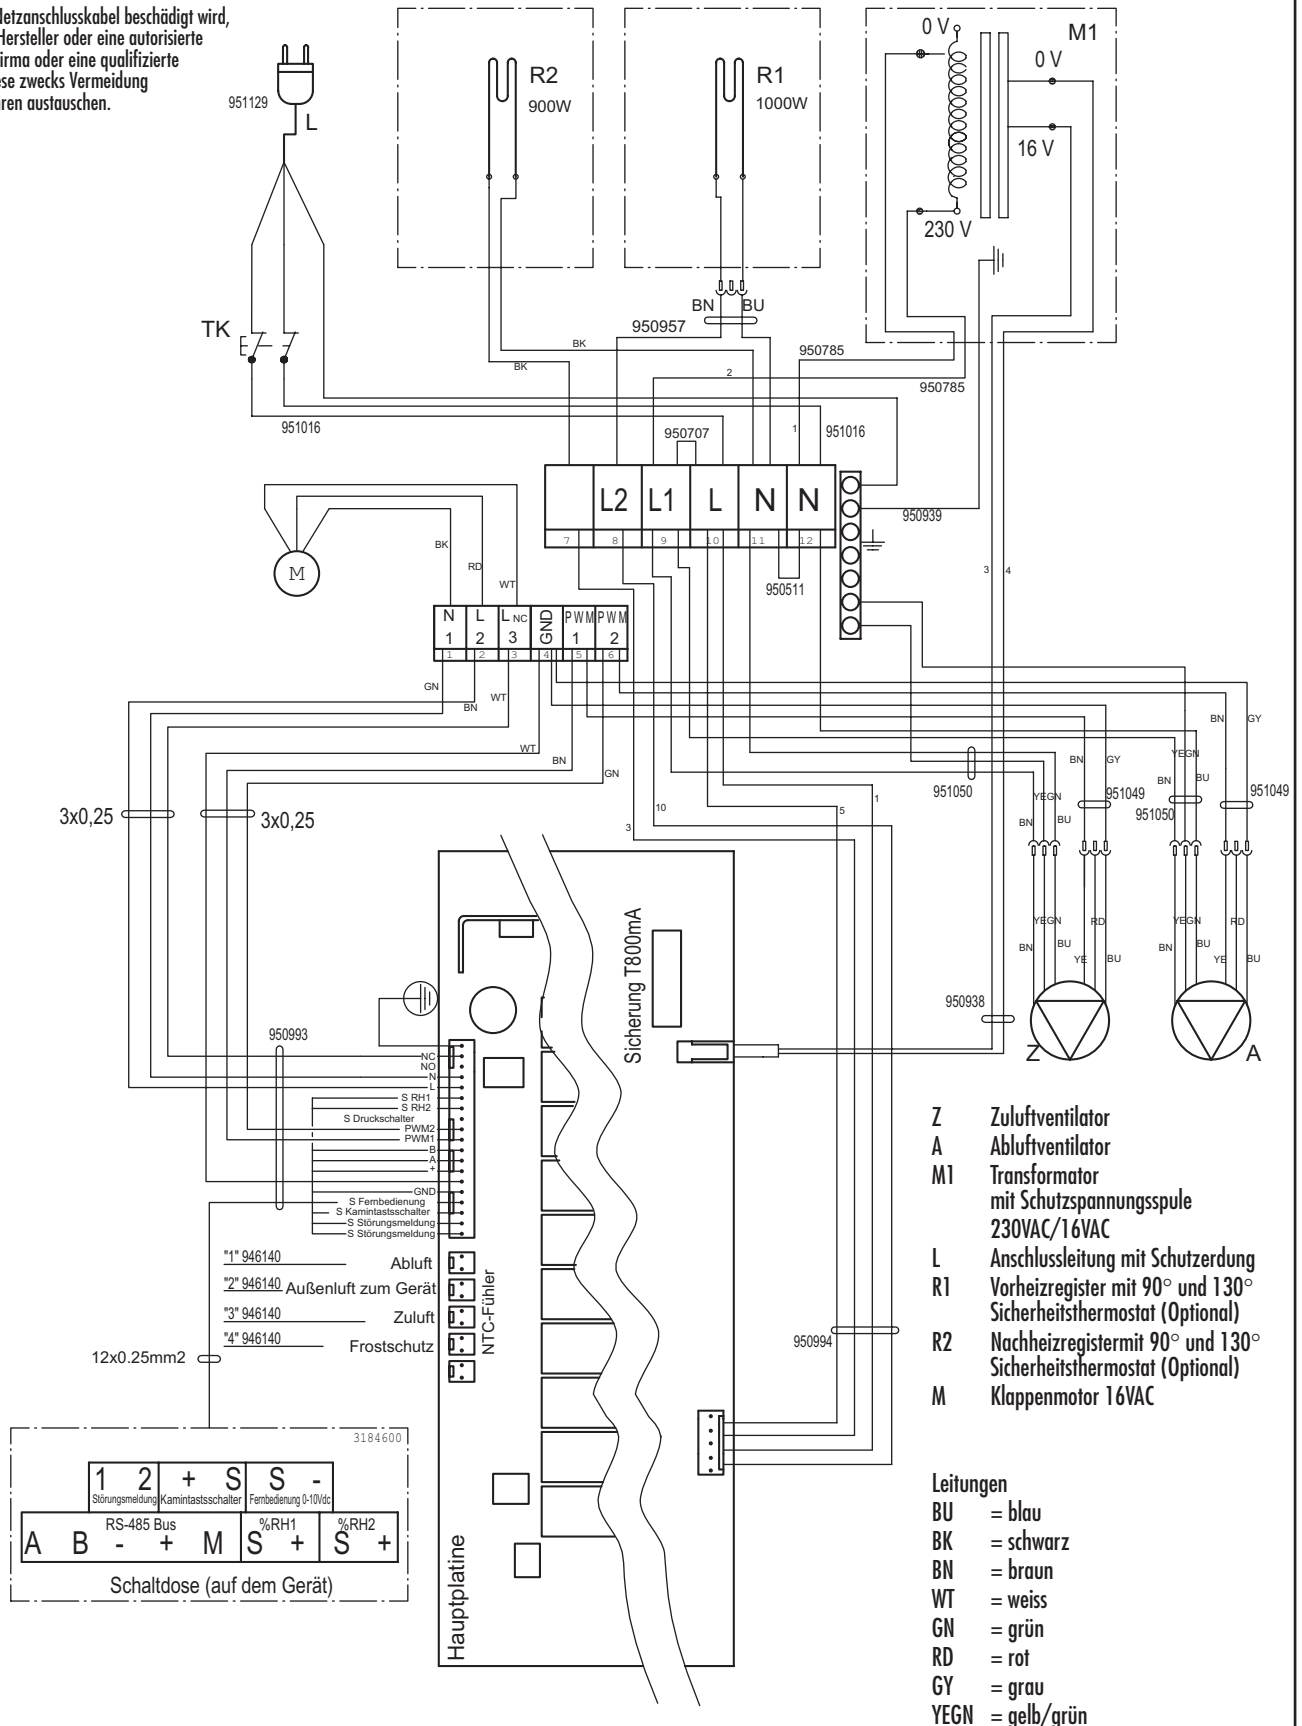 Netzanschlusskabel beschädigt wird,
Hersteller oder eine autorisierte
oder eine qualifizierte
zwecks Vermeidung
austauschen.
951129
L
R2
900W
R1
1000W
0 V
M1
0 V
16 V
230 V
TK
BN
BU
950957
BK
BK
950785
2
950785
951016
950707
1
951016
L2
L1
L
N
N
7
8
9
10
11
12
950939
950511
3
4
M
BK
RD
WT
N
L
L NC
GND
PWM
PWM
1
2
3
1
2
1
2
3
4
5
6
GN
BN
WT
WT
BN
GN
BN
GY
YEGN
BN
GY
BN
BU
951050
951049
951050
951049
YEGN
BN
BU
3x0,25
3x0,25
10
3
5
1
YEGN
RD
YEGN
RD
BN
BU
YE
BU
BN
BU
YE
BU
Sicherung T800mA
950938
Z
A
950993
NC
NO
N
L
S RH1
S RH2
S Druckschalter
PWM2
PWM1
B
A
+
GND
S Fernbedienung
S Kamintastsschalter
S Störungsmeldung
S Störungsmeldung
"1" 946140
Abluft
"2" 946140
Außenluft zum Gerät
"3" 946140
Zuluft
"4" 946140
Frostschutz
NTC-Fühler
12x0.25mm2
950994
3184600
1 2 + S S -
Störungsmeldung Kamintastsschalter Fernbedienung 0-10Vdc
RS-485 Bus %RH1 %RH2
A B - + M S + S +
Schaltdose (auf dem Gerät)
Hauptplatine
Z Zuluftventilator
A Abluftventilator
M1 Transformator
mit Schutzspannungsspule
230VAC/16VAC
L Anschlussleitung mit Schutzerdung
R1 Vorheizregister mit 90° und 130°
Sicherheitsthermostat (Optional)
R2 Nachheizregistermit 90° und 130°
Sicherheitsthermostat (Optional)
M Klappenmotor 16VAC
Leitungen
BU = blau
BK = schwarz
BN = braun
WT = weiss
GN = grün
RD = rot
GY = grau
YEGN = gelb/grün